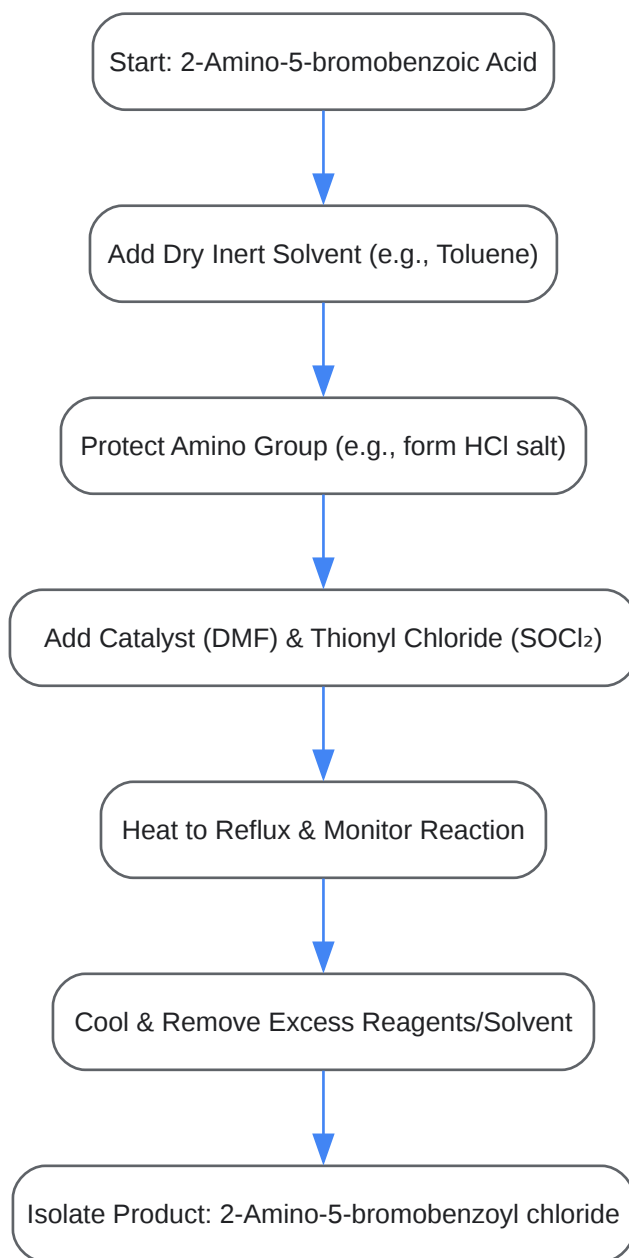 Start: 2-Amino-5-bromobenzoic Acid
Add Dry Inert Solvent (e.g., Toluene)
Protect Amino Group (e.g., form HCl salt)
Add Catalyst (DMF) & Thionyl Chloride (SOCl₂)
Heat to Reflux & Monitor Reaction
Cool & Remove Excess Reagents/Solvent
Isolate Product: 2-Amino-5-bromobenzoyl chloride